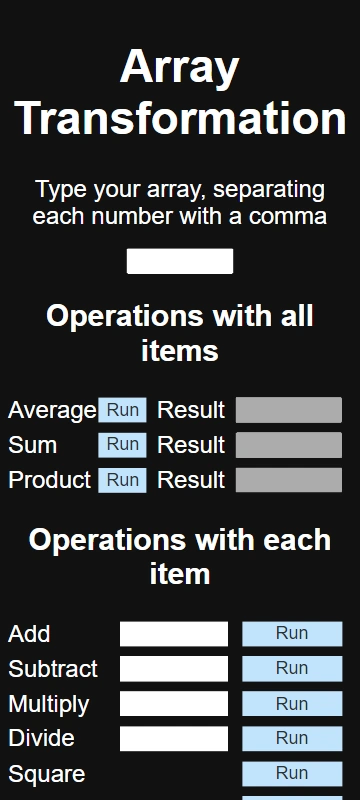 Array
Transformation
Type your array, separating
each number with a comma
Operations with all
items
Average Run Result
Sum Run Result
Product Run Result
Operations with each
item
Add Run
Subtract Run
Multiply Run
Divide Run
Square Run